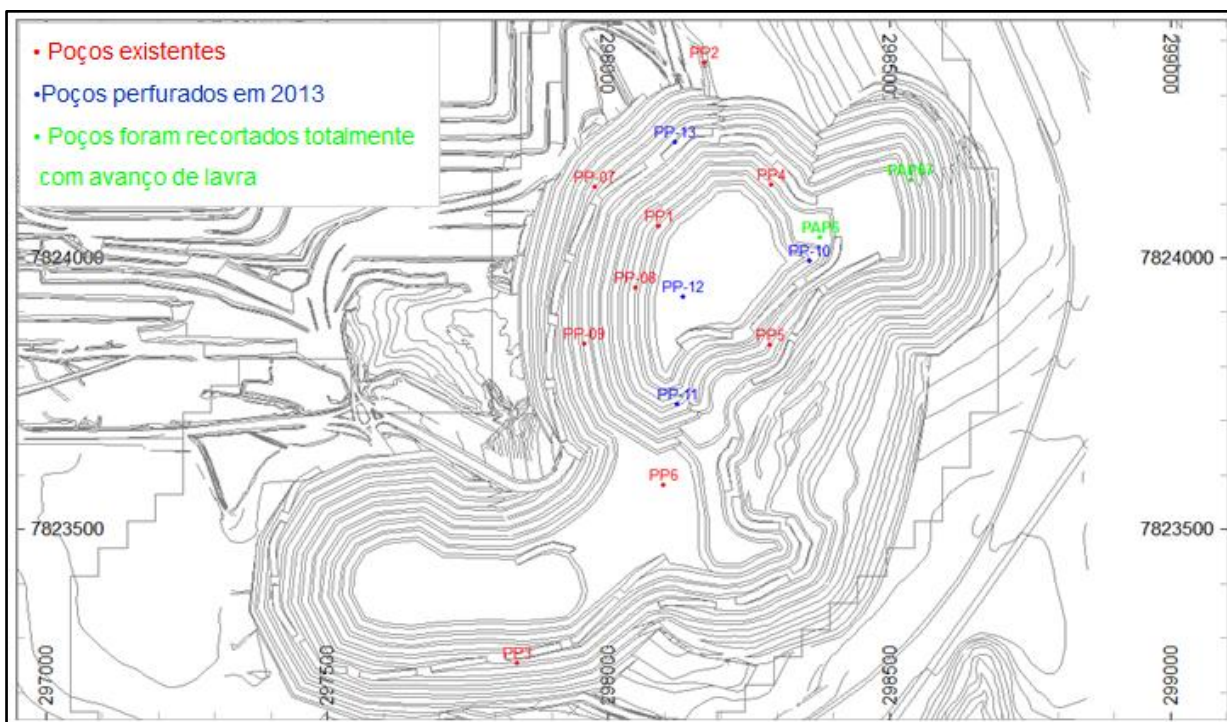 • Poços existentes
•Poços perfurados em 2013
• Poços foram recortados totalmente
com avanço de lavra
298000
298500
299000
PP2
PP-13
PP-07
PP4
PAP07
PP1
PAP6
PP-10
7824000
7824000
PP-08
PP-12
PP-09
PP5
PP-11
PP6
7823500
7823500
PP3
297000
297500
298000
298500
299000